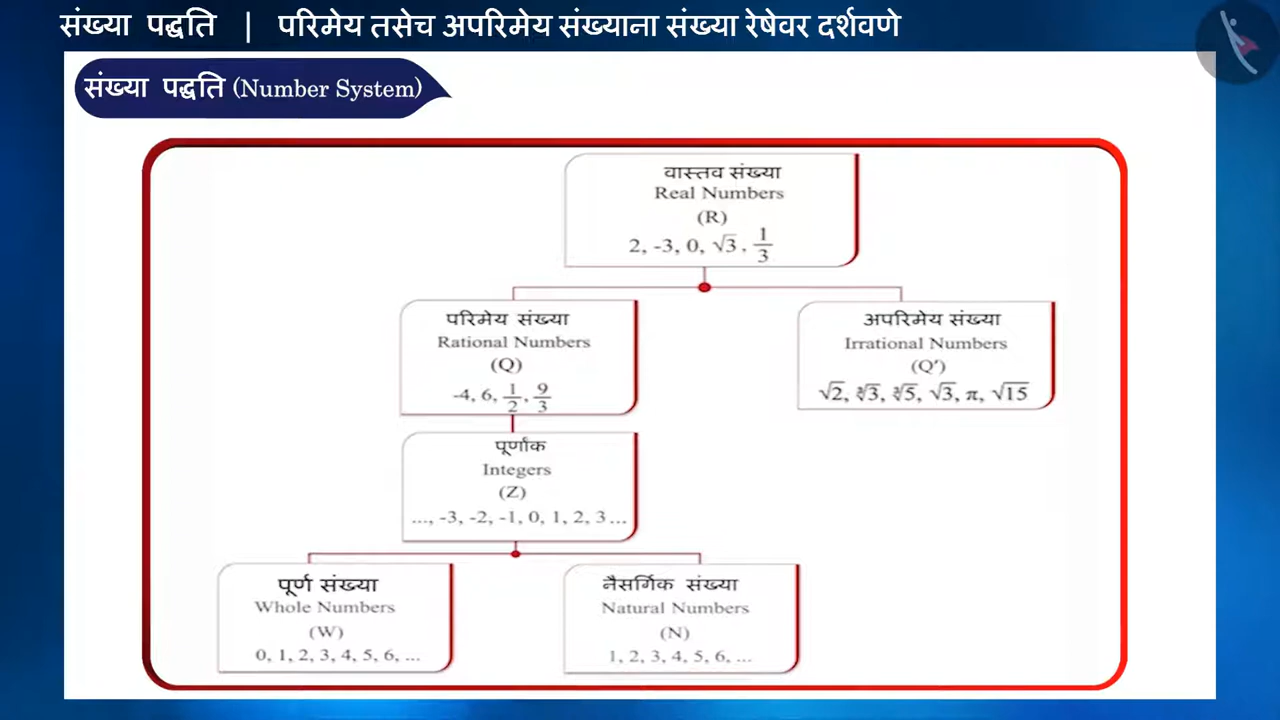 संख्या पद्धति | परिमेय तसेच अपरिमेय संख्याना संख्या रेषेवर दर्शवणे
संख्या पद्धति (Number System)
वास्तव संख्या
Real Numbers
(R)
2, -3, 0, √3, 1/3
परिमेय संख्या
Rational Numbers
(Q)
-4, 6, 1/2, 9/3
अपरिमेय संख्या
Irrational Numbers
(Q′)
√2, ∛3, ∛5, √3, π, √15
पूर्णांक
Integers
(Z)
..., -3, -2, -1, 0, 1, 2, 3...
पूर्ण संख्या
Whole Numbers
(W)
0, 1, 2, 3, 4, 5, 6, ...
नैसर्गिक संख्या
Natural Numbers
(N)
1, 2, 3, 4, 5, 6, ...